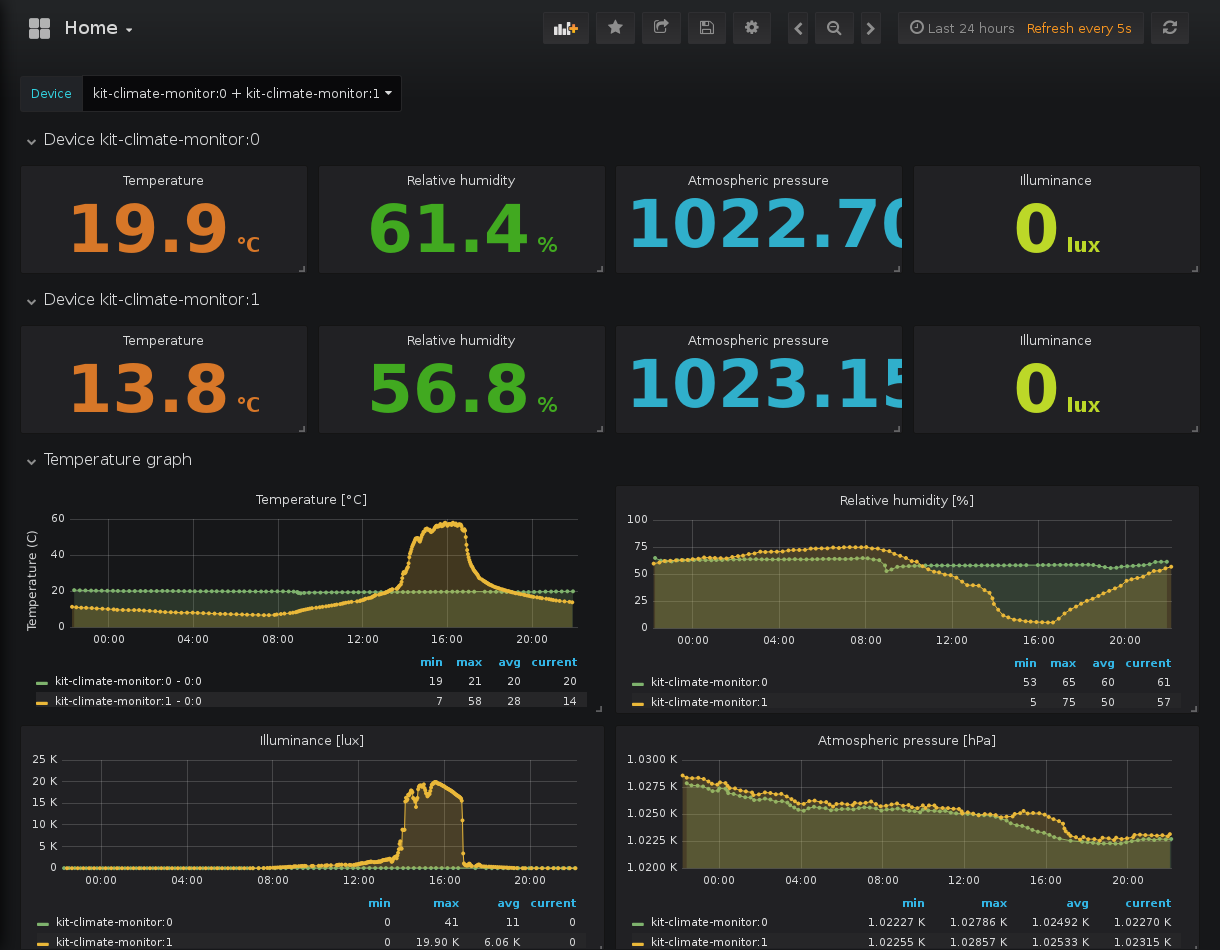 Home
Last 24 hours Refresh every 5s
Device kit-climate-monitor:0 + kit-climate-monitor:1
Device kit-climate-monitor:0
Temperature Relative humidity Atmospheric pressure Illuminance
19.9 °C 61.4 % 1022.70 0 lux
Device kit-climate-monitor:1
Temperature Relative humidity Atmospheric pressure Illuminance
13.8 °C 56.8 % 1023.15 0 lux
Temperature graph
Temperature [°C]
Temperature (C)
60
40
20
0
00:00 04:00 08:00 12:00 16:00 20:00
min max avg current
kit-climate-monitor:0 - 0:0 19 21 20 20
kit-climate-monitor:1 - 0:0 7 58 28 14
Relative humidity [%]
100
75
50
25
0
00:00 04:00 08:00 12:00 16:00 20:00
min max avg current
kit-climate-monitor:0 53 65 60 61
kit-climate-monitor:1 5 75 50 57
Illuminance [lux]
25 K
20 K
15 K
10 K
5 K
0
00:00 04:00 08:00 12:00 16:00 20:00
min max avg current
kit-climate-monitor:0 0 41 11 0
kit-climate-monitor:1 0 19.90 K 6.06 K 0
Atmospheric pressure [hPa]
1.0300 K
1.0275 K
1.0250 K
1.0225 K
1.0200 K
00:00 04:00 08:00 12:00 16:00 20:00
min max avg current
kit-climate-monitor:0 1.02227 K 1.02786 K 1.02492 K 1.02270 K
kit-climate-monitor:1 1.02255 K 1.02857 K 1.02533 K 1.02315 K